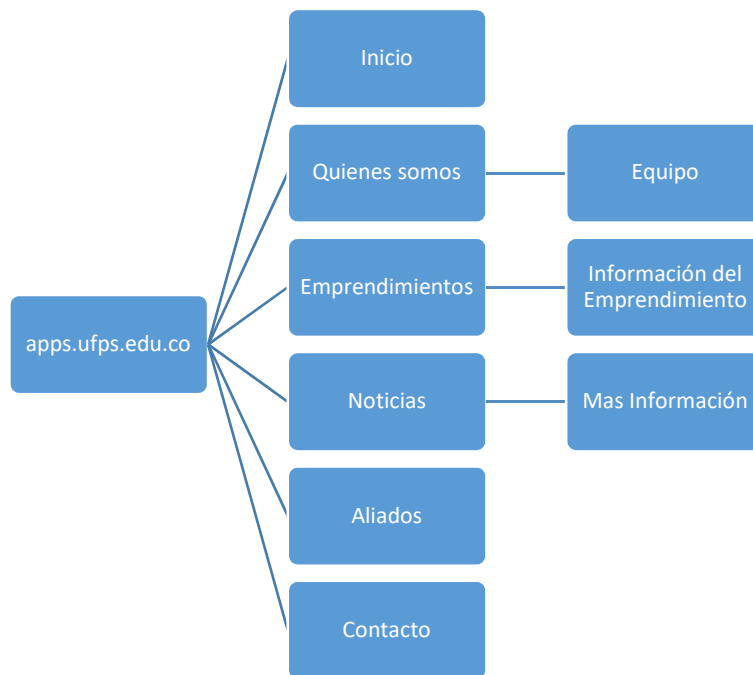 Inicio
Quienes somos
Equipo
Emprendimientos
Información del
Emprendimiento
apps.ufps.edu.co
Noticias
Mas Información
Aliados
Contacto